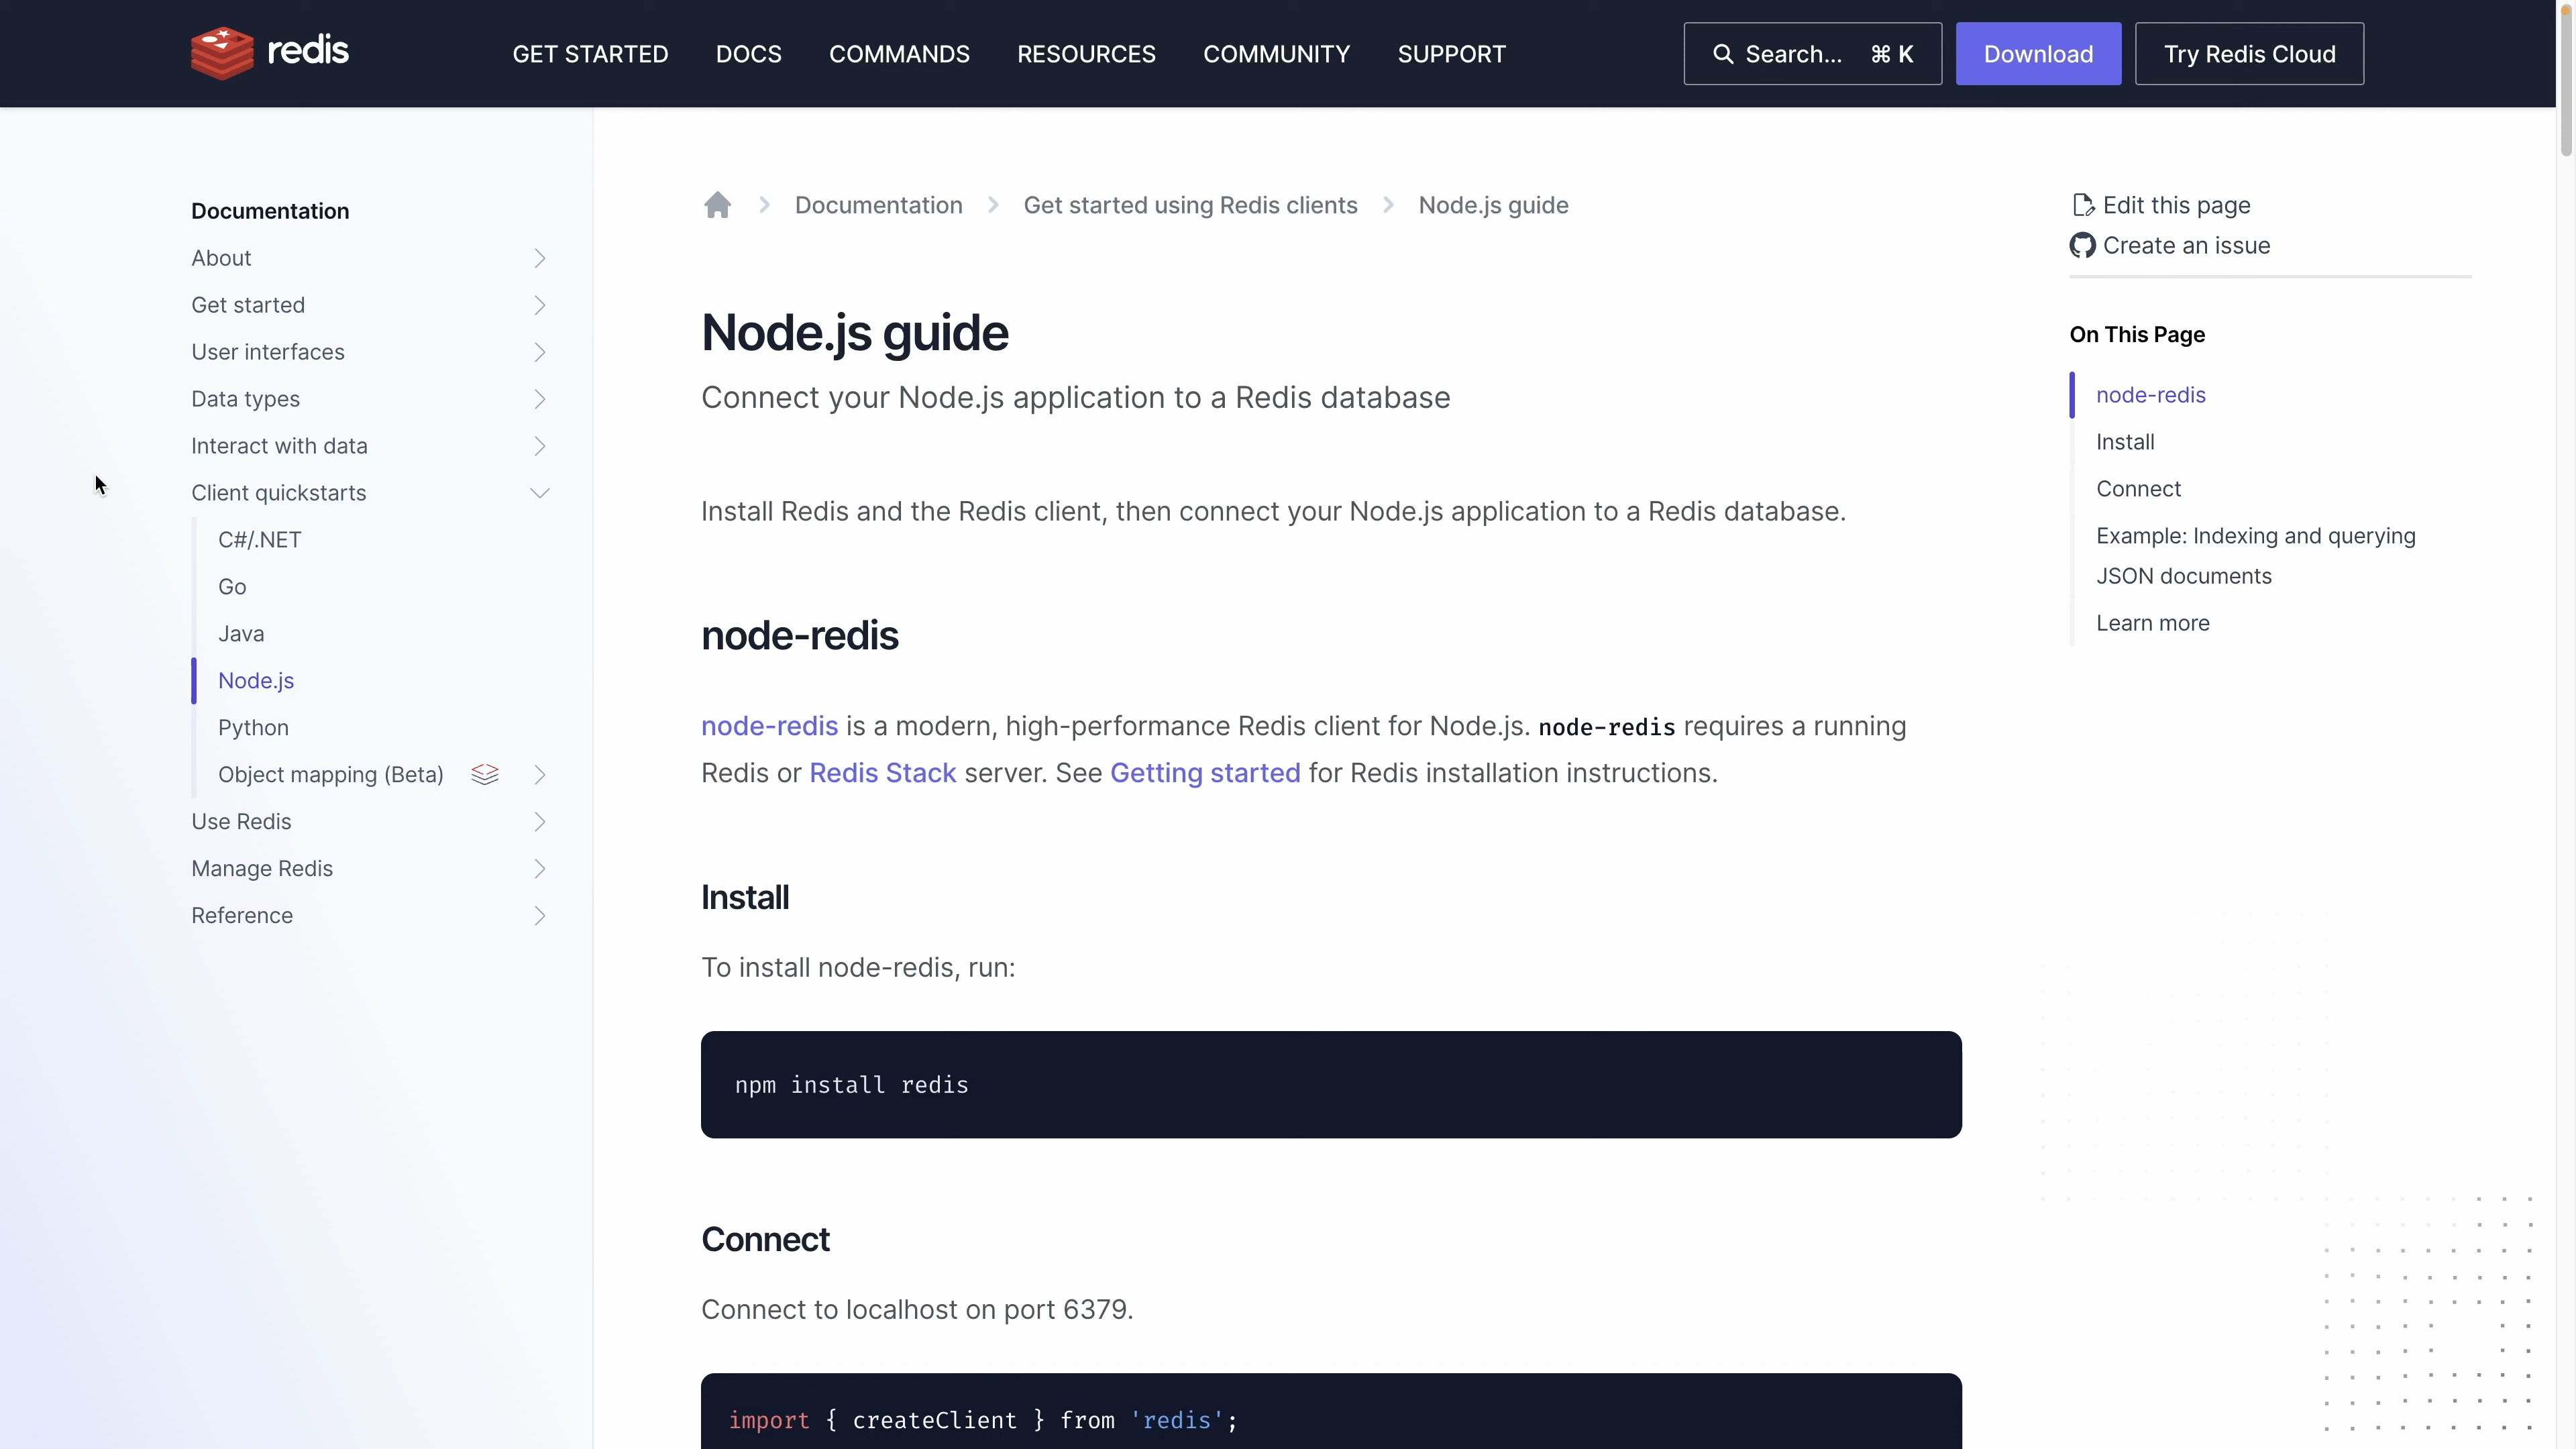 redis
GET STARTED
DOCS
COMMANDS
RESOURCES
COMMUNITY
SUPPORT
Search... ⌘ K
Download
Try Redis Cloud
Documentation
About
Get started
User interfaces
Data types
Interact with data
Client quickstarts
C#/.NET
Go
Java
Node.js
Python
Object mapping (Beta)
Use Redis
Manage Redis
Reference
Documentation > Get started using Redis clients > Node.js guide
Node.js guide
Connect your Node.js application to a Redis database
Install Redis and the Redis client, then connect your Node.js application to a Redis database.
node-redis
node-redis is a modern, high-performance Redis client for Node.js. node-redis requires a running
Redis or Redis Stack server. See Getting started for Redis installation instructions.
Install
To install node-redis, run:
npm install redis
Connect
Connect to localhost on port 6379.
import { createClient } from 'redis';
Edit this page
Create an issue
On This Page
node-redis
Install
Connect
Example: Indexing and querying
JSON documents
Learn more